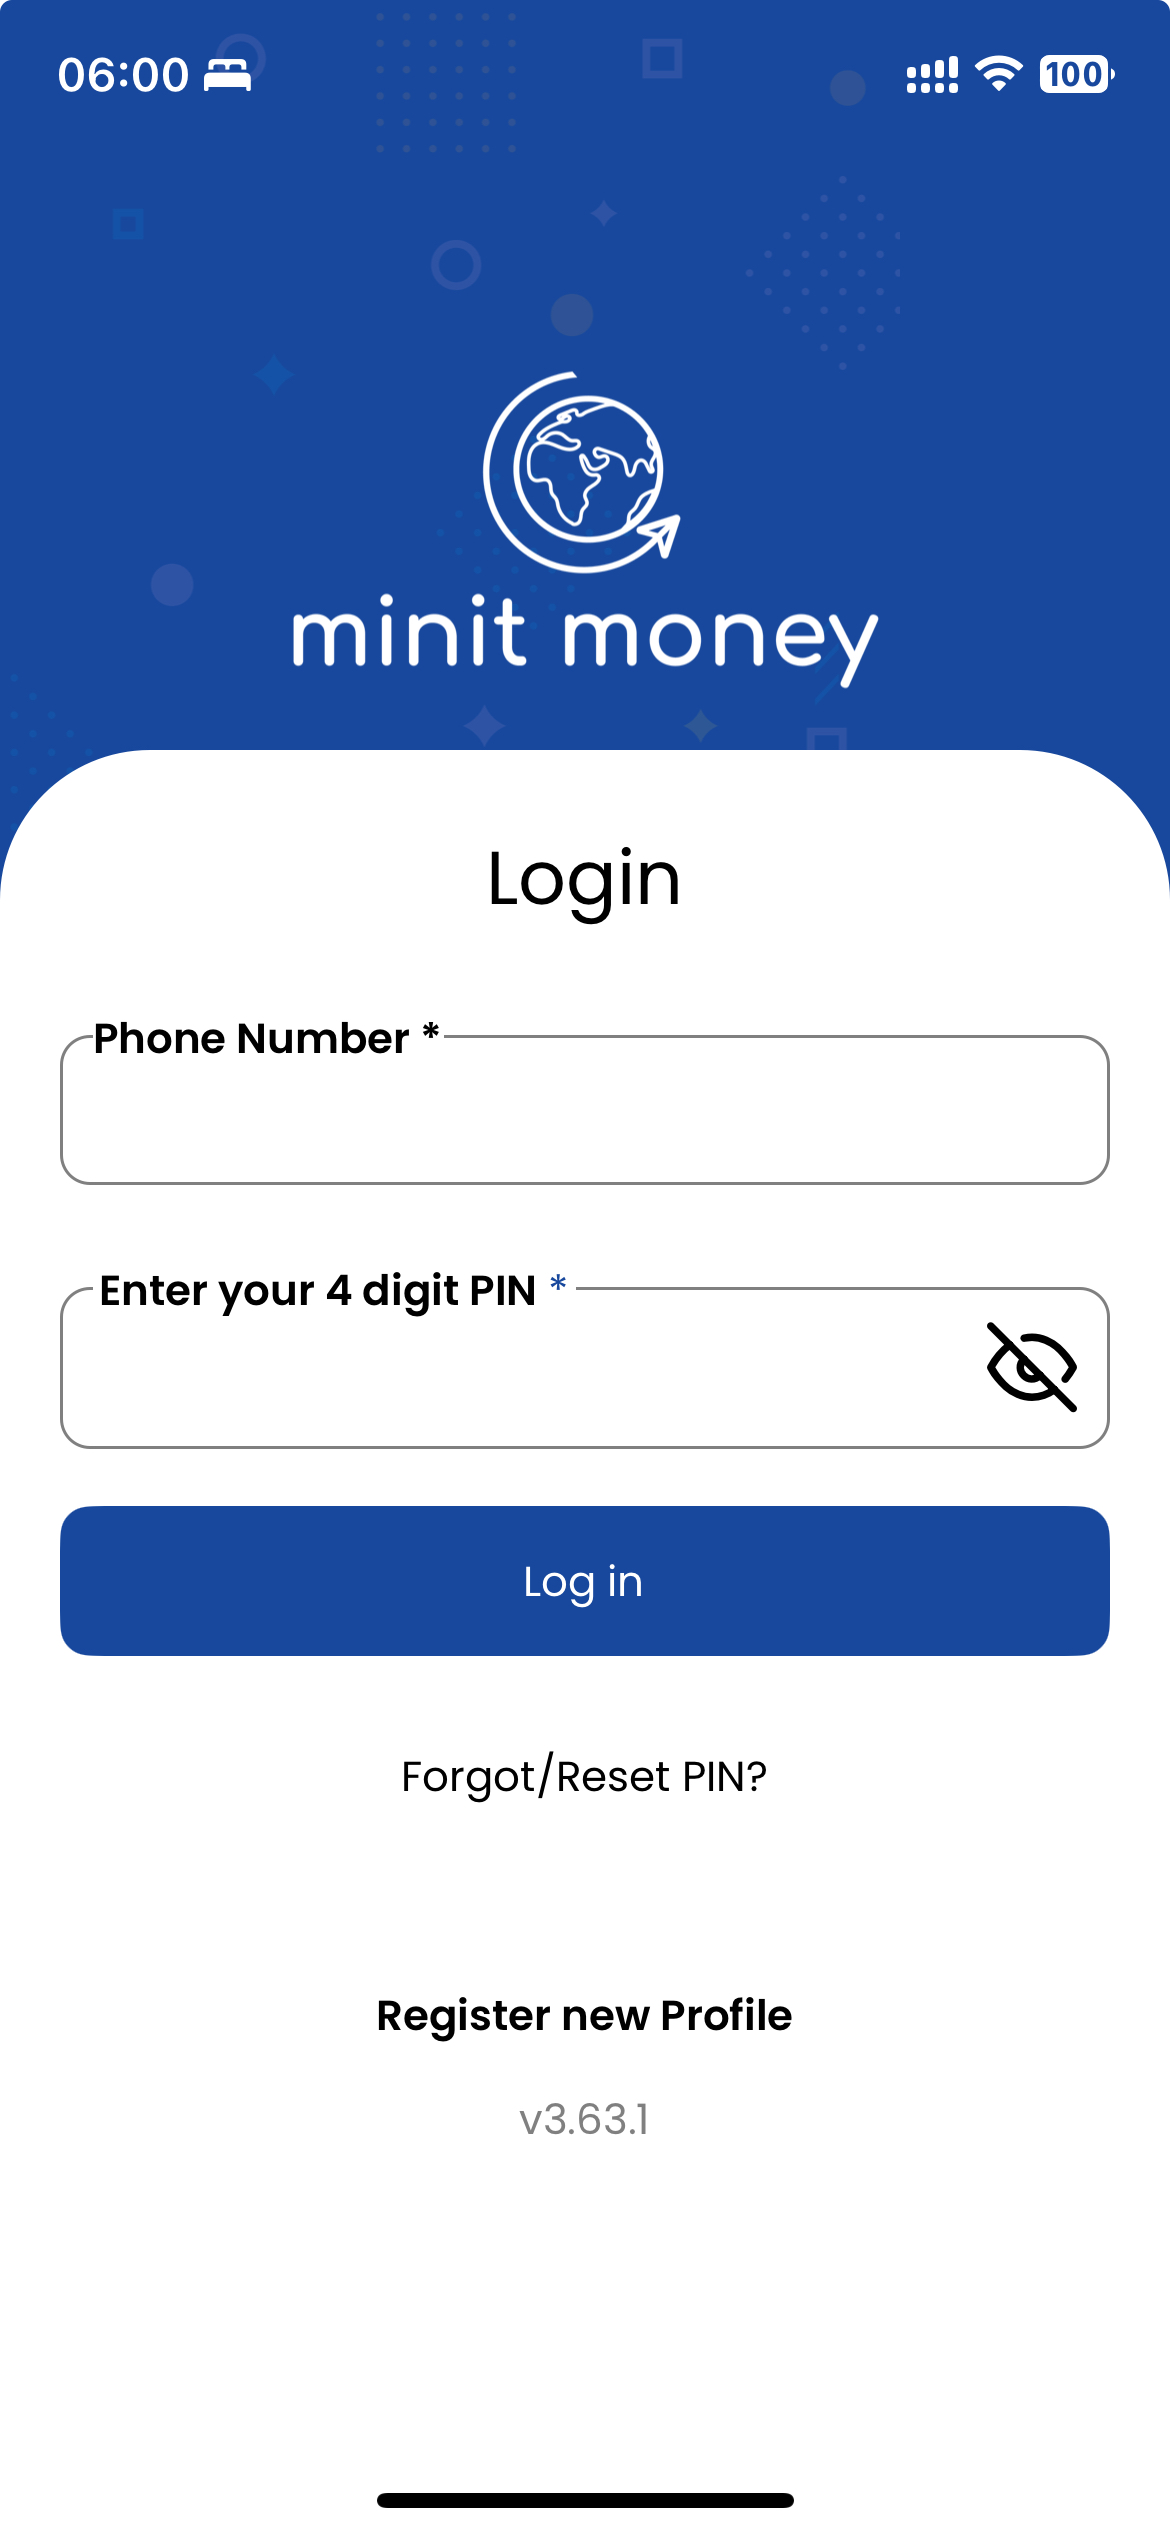 06:00
100
minit money
Login
Phone Number *
Enter your 4 digit PIN *
Log in
Forgot/Reset PIN?
Register new Profile
v3.63.1